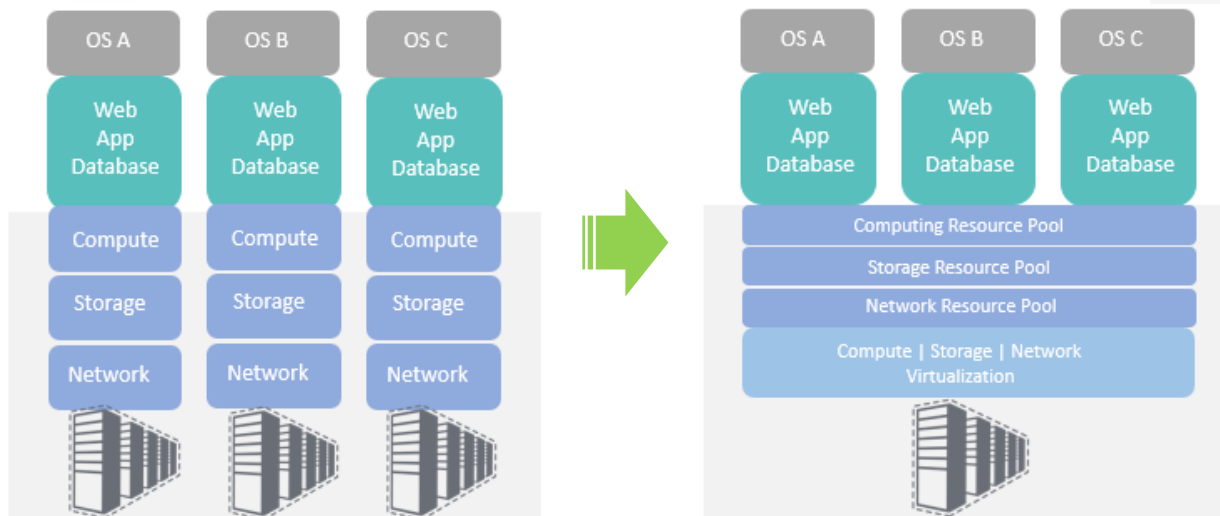 OS A
OS B
OS C
Web
App
Database
Web
App
Database
Web
App
Database
Compute
Compute
Compute
Storage
Storage
Storage
Network
Network
Network
OS A
OS B
OS C
Web
App
Database
Web
App
Database
Web
App
Database
Computing Resource Pool
Storage Resource Pool
Network Resource Pool
Compute | Storage | Network
Virtualization